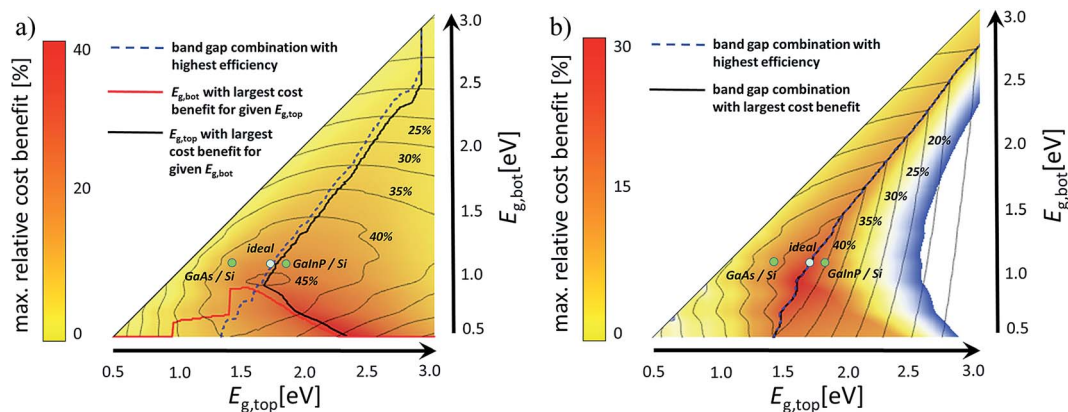 a)
max. relative cost benefit [%]
40
20
0
band gap combination with
highest efficiency
E_g,bot with largest cost
benefit for given E_g,top
E_g,top with largest
cost benefit for
given E_g,bot
25%
30%
35%
40%
45%
ideal
GaAs / Si
GaInP / Si
3.0
2.5
2.0
1.5
1.0
0.5
E_g,bot [eV]
0.5
1.0
1.5
2.0
2.5
3.0
E_g,top[eV]
b)
max. relative cost benefit [%]
30
15
0
band gap combination with
highest efficiency
band gap combination
with largest cost benefit
20%
25%
30%
35%
40%
ideal
GaAs / Si
GaInP / Si
3.0
2.5
2.0
1.5
1.0
0.5
E_g,bot [eV]
0.5
1.0
1.5
2.0
2.5
3.0
E_g,top[eV]